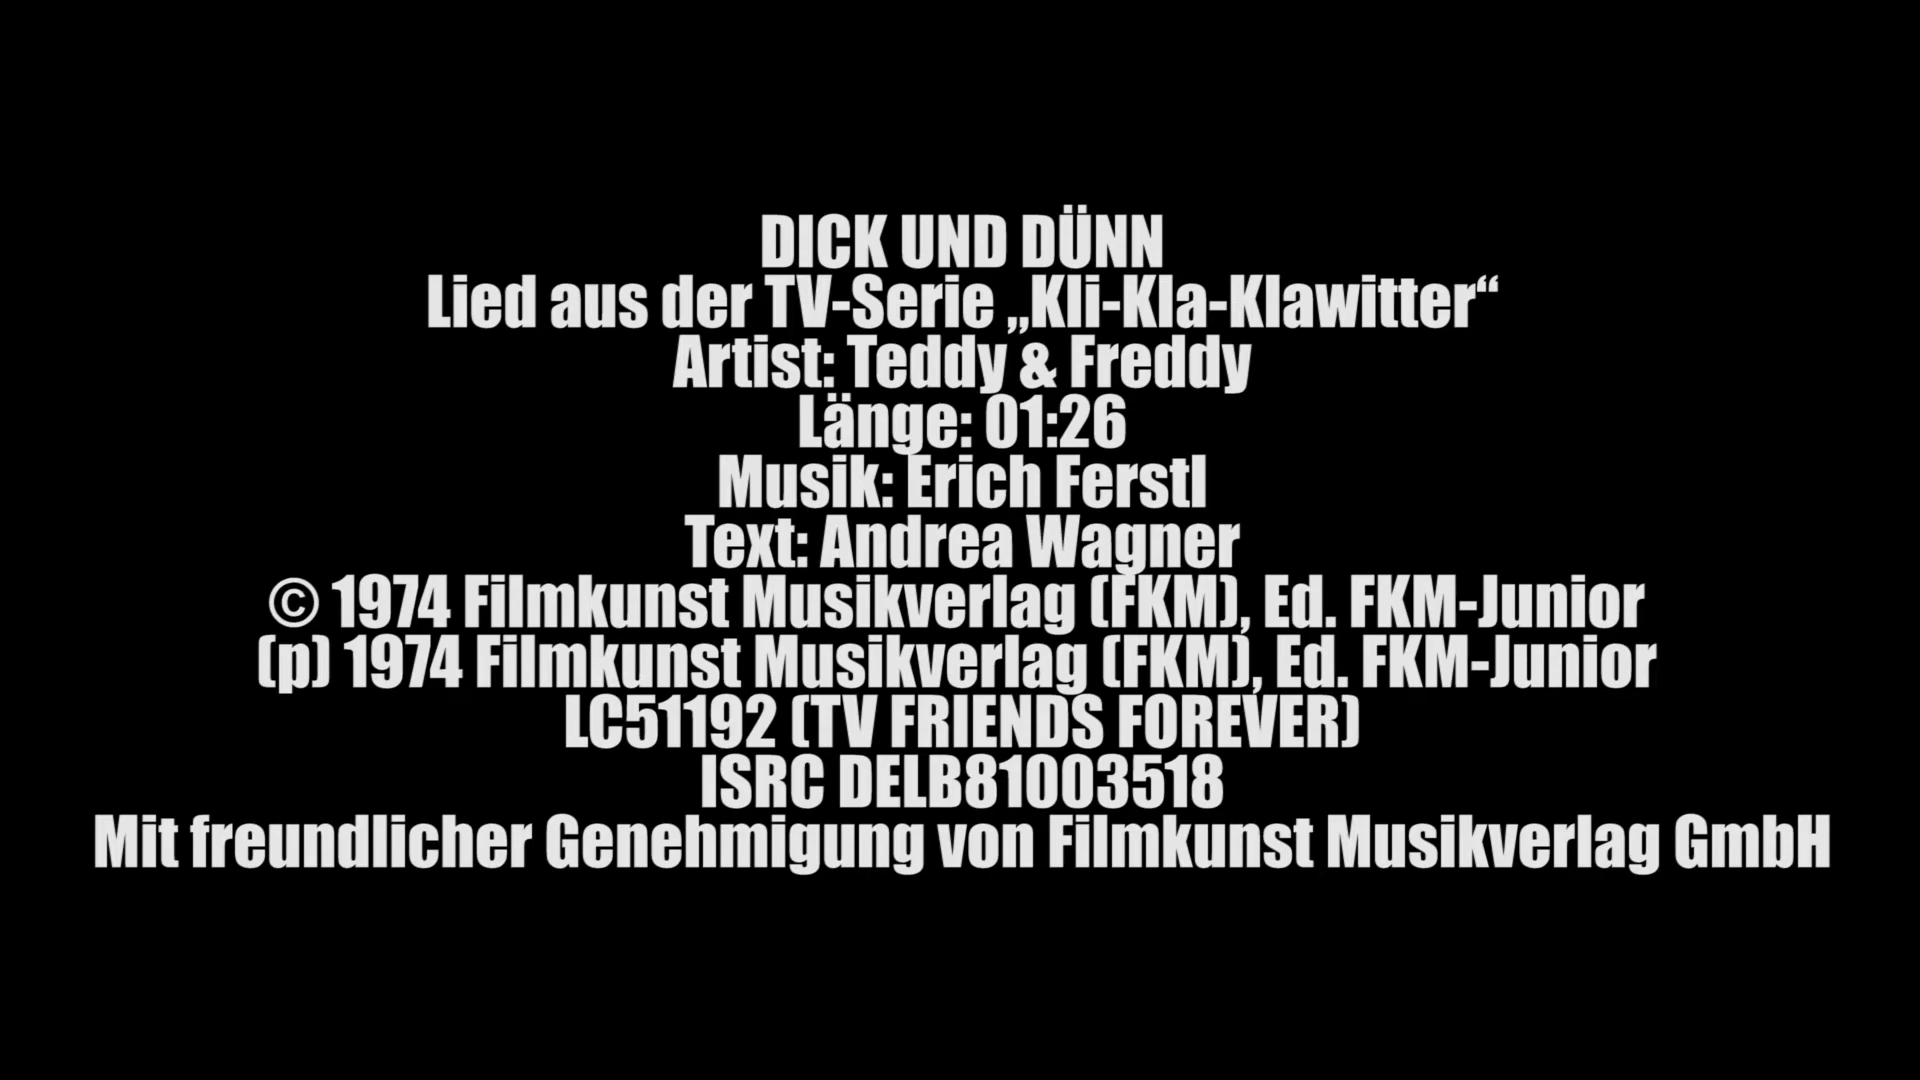 DICK UND DÜNN
Lied aus der TV-Serie „Kli-Kla-Klawitter“
Artist: Teddy & Freddy
Länge: 01:26
Musik: Erich Ferstl
Text: Andrea Wagner
© 1974 Filmkunst Musikverlag (FKM), Ed. FKM-Junior
(p) 1974 Filmkunst Musikverlag (FKM), Ed. FKM-Junior
LC51192 (TV FRIENDS FOREVER)
ISRC DELB81003518
Mit freundlicher Genehmigung von Filmkunst Musikverlag GmbH